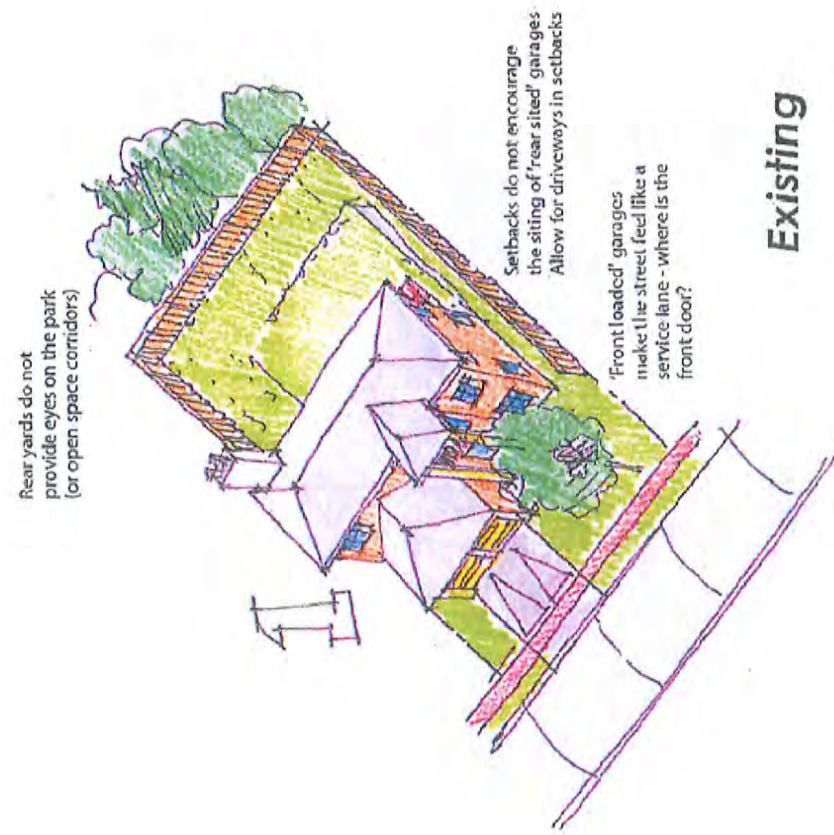 Rear yards do not
provide eyes on the park
(or open space corridors)
Setbacks do not encourage
the siting of 'rear sited' garages
Allow for driveways in setbacks
'Front loaded' garages
make the street feel like a
service lane - where is the
front door?
Existing